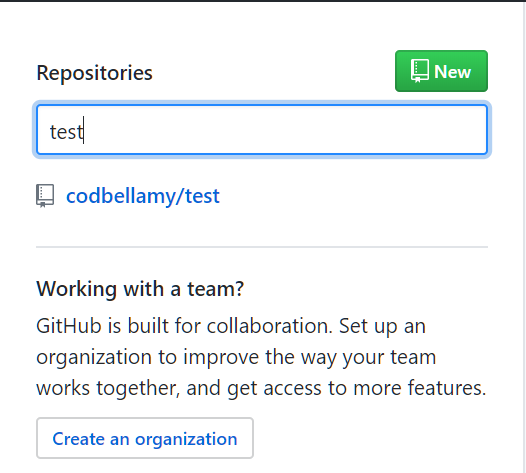 Repositories
New
test
codbellamy/test
Working with a team?
GitHub is built for collaboration. Set up an
organization to improve the way your team
works together, and get access to more features.
Create an organization